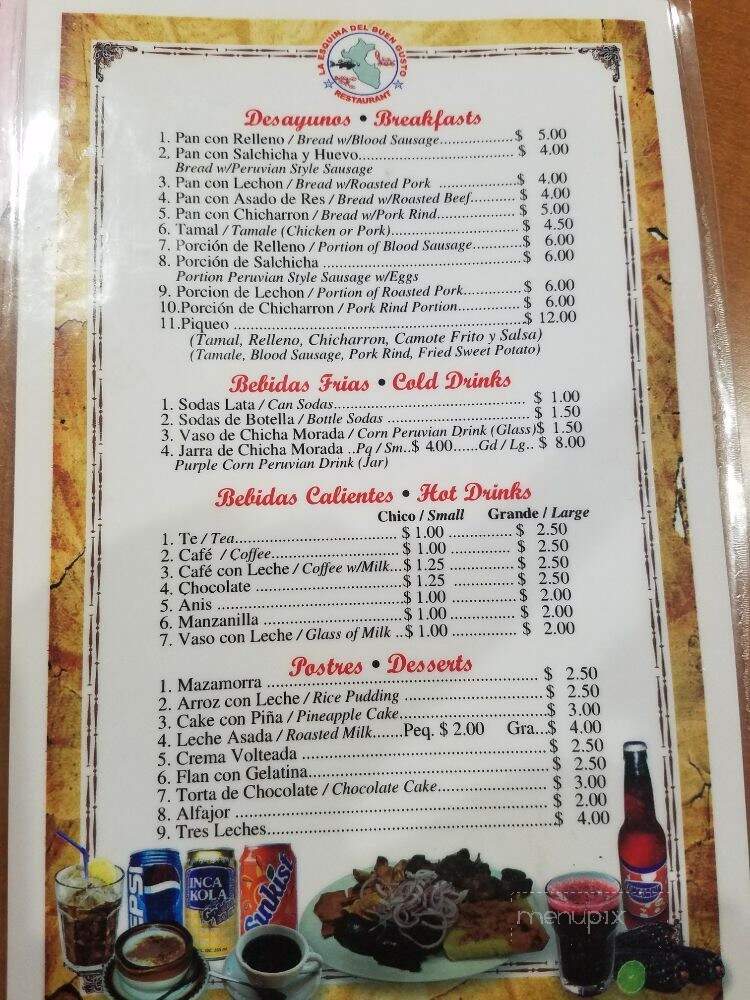 LA ESQUINA DEL BUEN GUSTO
RESTAURANT
Desayunos • Breakfasts
1. Pan con Relleno / Bread w/Blood Sausage................$ 5.00
2. Pan con Salchicha y Huevo................................... $ 4.00
Bread w/Peruvian Style Sausage
3. Pan con Lechon / Bread w/Roasted Pork .................$ 4.00
4. Pan con Asado de Res / Bread w/Roasted Beef.......... $ 4.00
5. Pan con Chicharron / Bread w/Pork Rind................. $ 5.00
6. Tamal / Tamale (Chicken or Pork)............................ $ 4.50
7. Porción de Relleno / Portion of Blood Sausage...........$ 6.00
8. Porción de Salchicha ............................................$ 6.00
Portion Peruvian Style Sausage w/Eggs
9. Porcion de Lechon / Portion of Roasted Pork.............$ 6.00
10.Porción de Chicharron / Pork Rind Portion.............. $ 6.00
11.Piqueo .................................................................$ 12.00
(Tamal, Relleno, Chicharron, Camote Frito y Salsa)
(Tamale, Blood Sausage, Pork Rind, Fried Sweet Potato)
Bebidas Frias • Cold Drinks
1. Sodas Lata / Can Sodas........................................... $ 1.00
2. Sodas de Botella / Bottle Sodas ................................ $ 1.50
3. Vaso de Chicha Morada / Corn Peruvian Drink (Glass)$ 1.50
4. Jarra de Chicha Morada ..Pq / Sm..$ 4.00......Gd / Lg.. $ 8.00
Purple Corn Peruvian Drink (Jar)
Bebidas Calientes • Hot Drinks
Chico / Small Grande / Large
1. Te / Tea..................................... $ 1.00 .............. $ 2.50
2. Café / Coffee.............................$ 1.00 ............. $ 2.50
3. Café con Leche / Coffee w/Milk...$ 1.25 ............. $ 2.50
4. Chocolate ................................$ 1.25 ............. $ 2.50
5. Anis .........................................$ 1.00 ............. $ 2.00
6. Manzanilla ...............................$ 1.00 ............. $ 2.00
7. Vaso con Leche / Glass of Milk ..$ 1.00 .............. $ 2.00
Postres • Desserts
1. Mazamorra ............................................................ $ 2.50
2. Arroz con Leche / Rice Pudding .............................. $ 2.50
3. Cake con Piña / Pineapple Cake................................$ 3.00
4. Leche Asada / Roasted Milk.......Peq. $ 2.00 Gra...$ 4.00
5. Crema Volteada ......................................................$ 2.50
6. Flan con Gelatina.....................................................$ 2.50
7. Torta de Chocolate / Chocolate Cake........................$ 3.00
8. Alfajor ................................................................... $ 2.00
9. Tres Leches..............................................................$ 4.00
PEPSI
INCA
KOLA
Sunkist
menupix